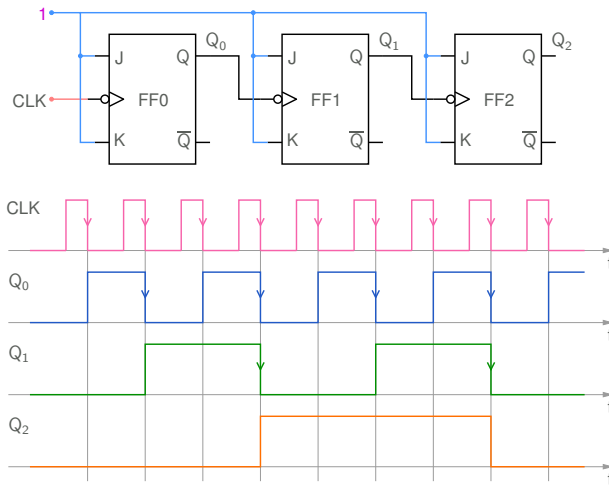 1
Q0 Q1 Q2
J Q J Q J Q
CLK FF0 FF1 FF2
K Q̅ K Q̅ K Q̅
CLK
t
Q0
t
Q1
t
Q2
t